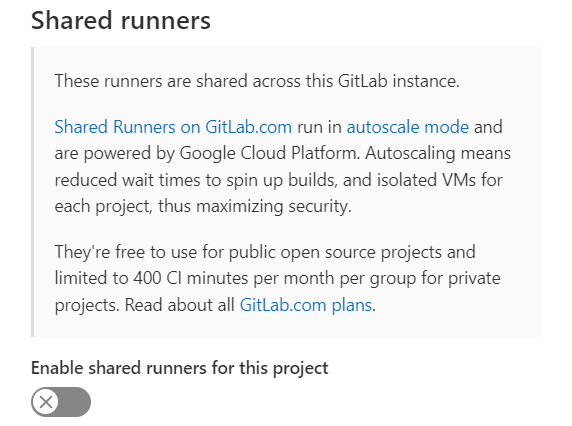 Shared runners
These runners are shared across this GitLab instance.
Shared Runners on GitLab.com run in autoscale mode and
are powered by Google Cloud Platform. Autoscaling means
reduced wait times to spin up builds, and isolated VMs for
each project, thus maximizing security.
They're free to use for public open source projects and
limited to 400 CI minutes per month per group for private
projects. Read about all GitLab.com plans.
Enable shared runners for this project